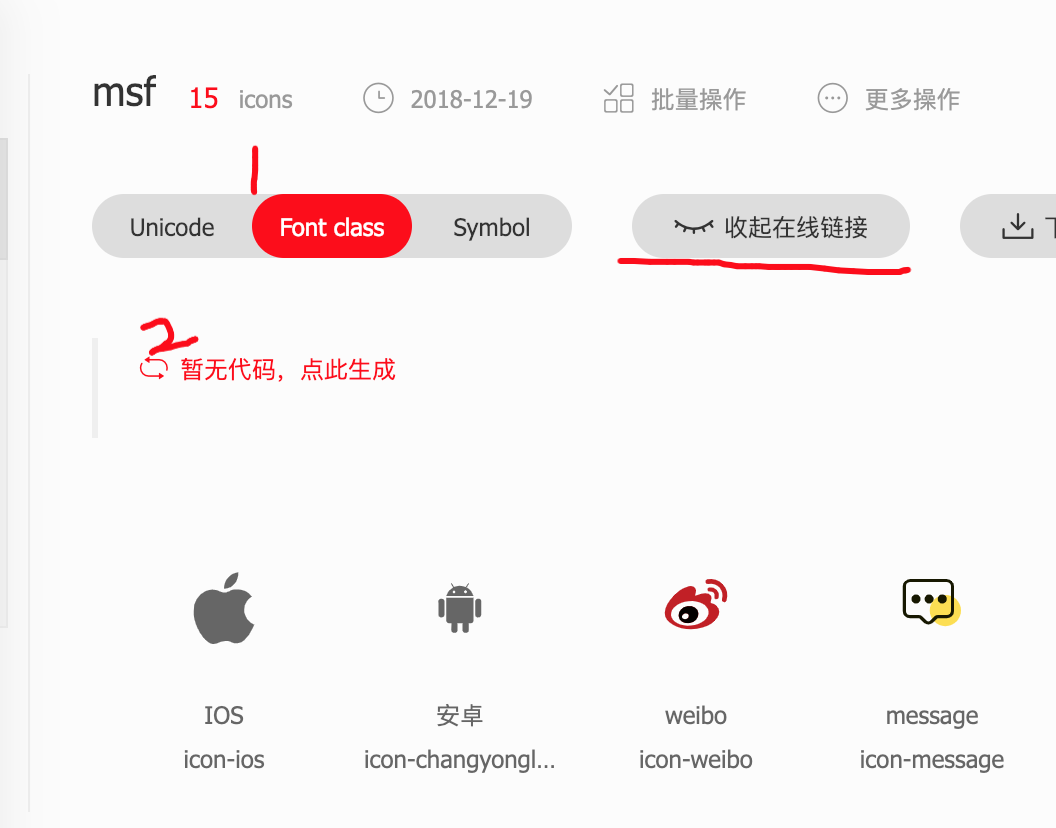 msf 15 icons 2018-12-19 批量操作 更多操作
1
Unicode Font class Symbol 收起在线链接
2
暂无代码，点此生成
IOS 安卓 weibo message
icon-ios icon-changyongl... icon-weibo icon-message